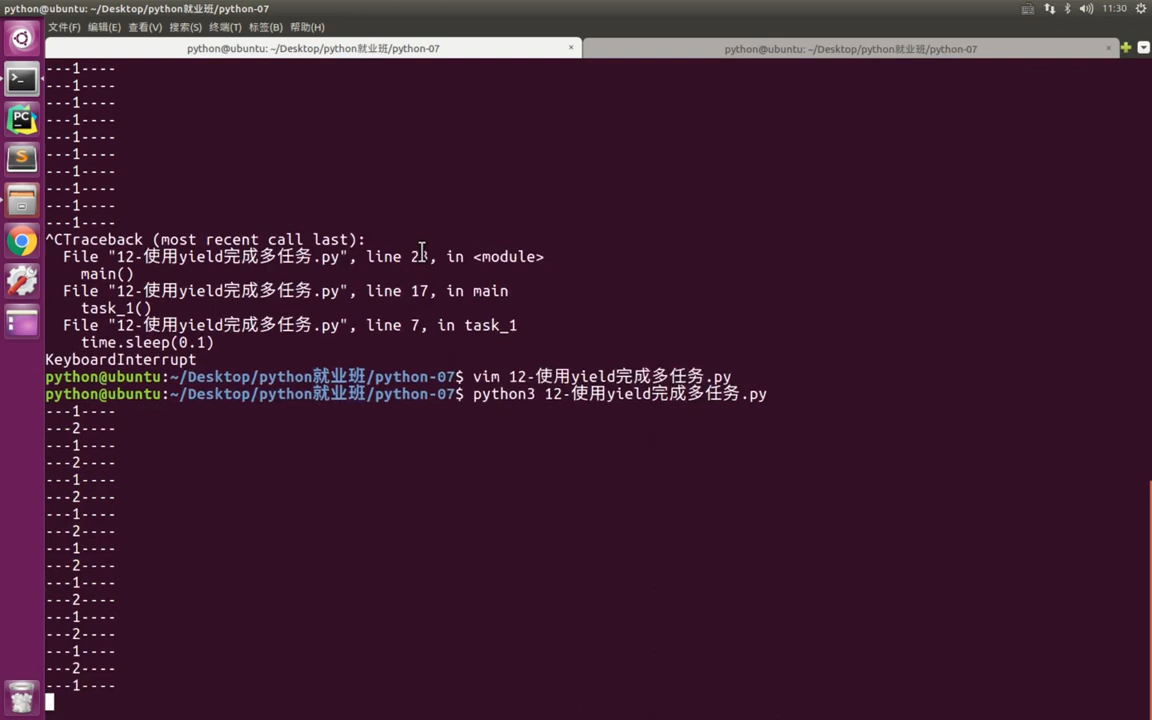 python@ubuntu: ~/Desktop/python就业班/python-07
11:30
文件(F) 编辑(E) 查看(V) 搜索(S) 终端(T) 标签(B) 帮助(H)
python@ubuntu: ~/Desktop/python就业班/python-07 × python@ubuntu: ~/Desktop/python就业班/python-07 ×
---1----
---1----
---1----
---1----
---1----
---1----
---1----
---1----
---1----
---1----
^CTraceback (most recent call last):
File "12-使用yield完成多任务.py", line 2, in <module>
main()
File "12-使用yield完成多任务.py", line 17, in main
task_1()
File "12-使用yield完成多任务.py", line 7, in task_1
time.sleep(0.1)
KeyboardInterrupt
python@ubuntu:~/Desktop/python就业班/python-07$ vim 12-使用yield完成多任务.py
python@ubuntu:~/Desktop/python就业班/python-07$ python3 12-使用yield完成多任务.py
---1----
---2----
---1----
---2----
---1----
---2----
---1----
---2----
---1----
---2----
---1----
---2----
---1----
---2----
---1----
---2----
---1----
PC
S